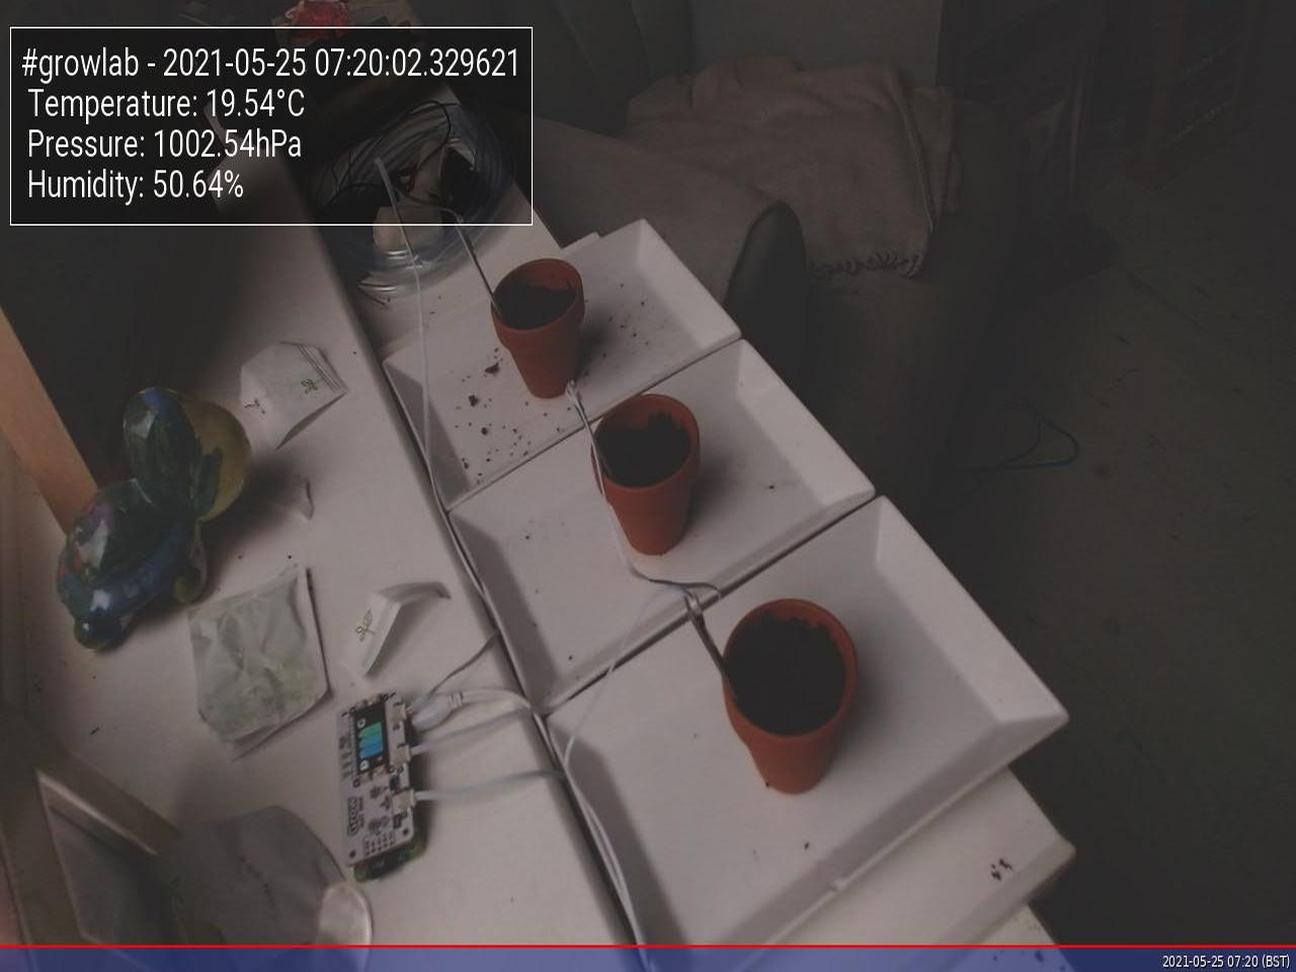 #growlab - 2021-05-25 07:20:02.329621
Temperature: 19.54°C
Pressure: 1002.54hPa
Humidity: 50.64%
2021-05-25 07:20 (BST)